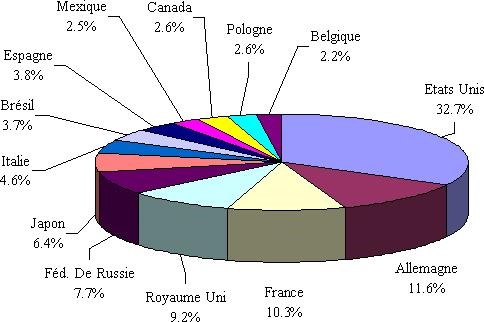 Mexique
2.5%
Canada
2.6%
Pologne
2.6%
Belgique
2.2%
Espagne
3.8%
Etats Unis
32.7%
Brésil
3.7%
Italie
4.6%
Japon
6.4%
Féd. De Russie
7.7%
Royaume Uni
9.2%
France
10.3%
Allemagne
11.6%